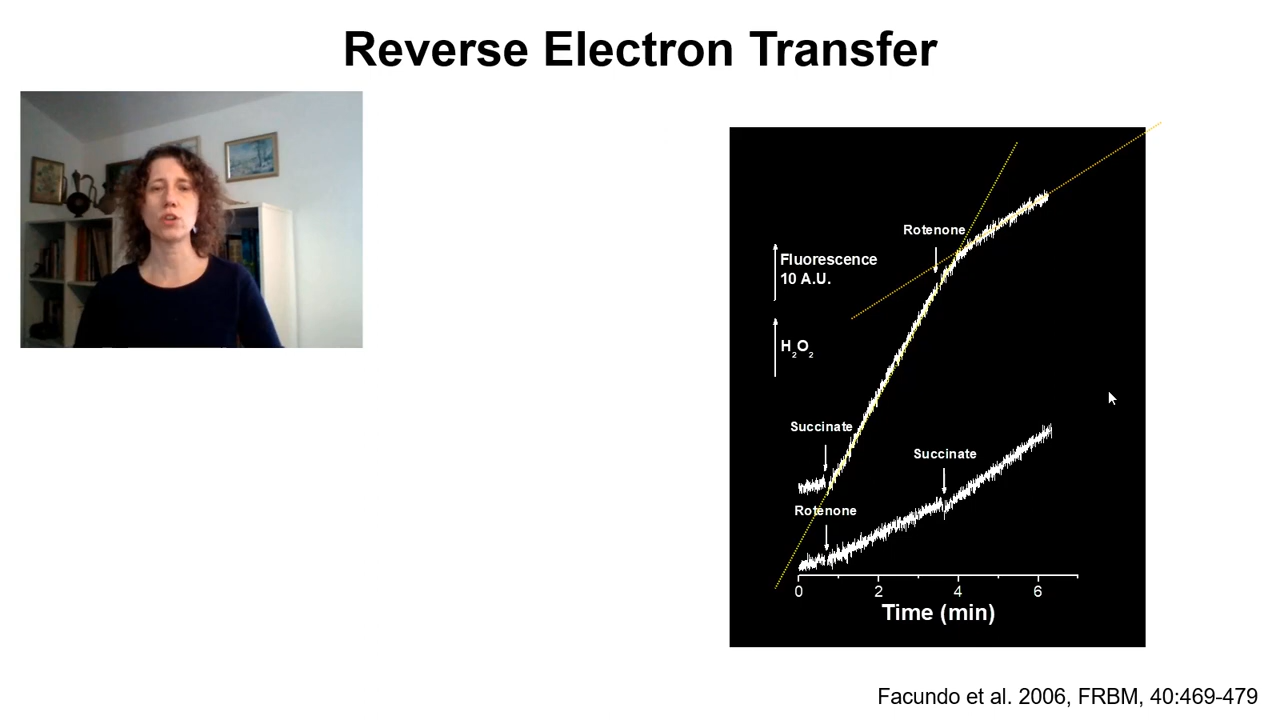 Reverse Electron Transfer
Rotenone
Fluorescence
10 A.U.
H₂O₂
Succinate
Succinate
Rotenone
0 2 4 6
Time (min)
Facundo et al. 2006, FRBM, 40:469-479